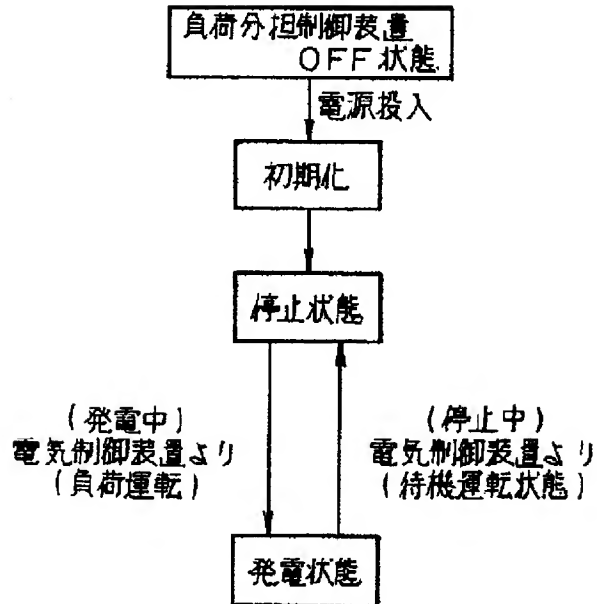 負荷分担制御装置
OFF状態
電源投入
初期化
停止状態
(発電中)
電気制御装置より
(負荷運転)
(停止中)
電気制御装置より
(待機運転状態)
発電状態